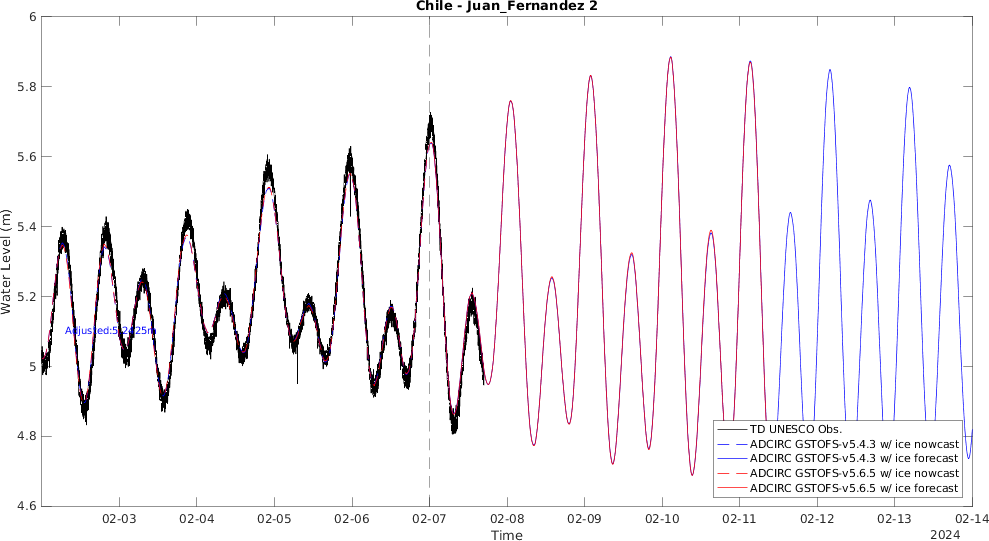 Chile - Juan_Fernandez 2
Water Level (m)
6
5.8
5.6
5.4
5.2
5
4.8
4.6
TD UNESCO Obs.
ADCIRC GSTOFS-v5.4.3 w/ ice nowcast
ADCIRC GSTOFS-v5.4.3 w/ ice forecast
ADCIRC GSTOFS-v5.6.5 w/ ice nowcast
ADCIRC GSTOFS-v5.6.5 w/ ice forecast
02-03 02-04 02-05 02-06 02-07 02-08 02-09 02-10 02-11 02-12 02-13 02-14
Time
2024